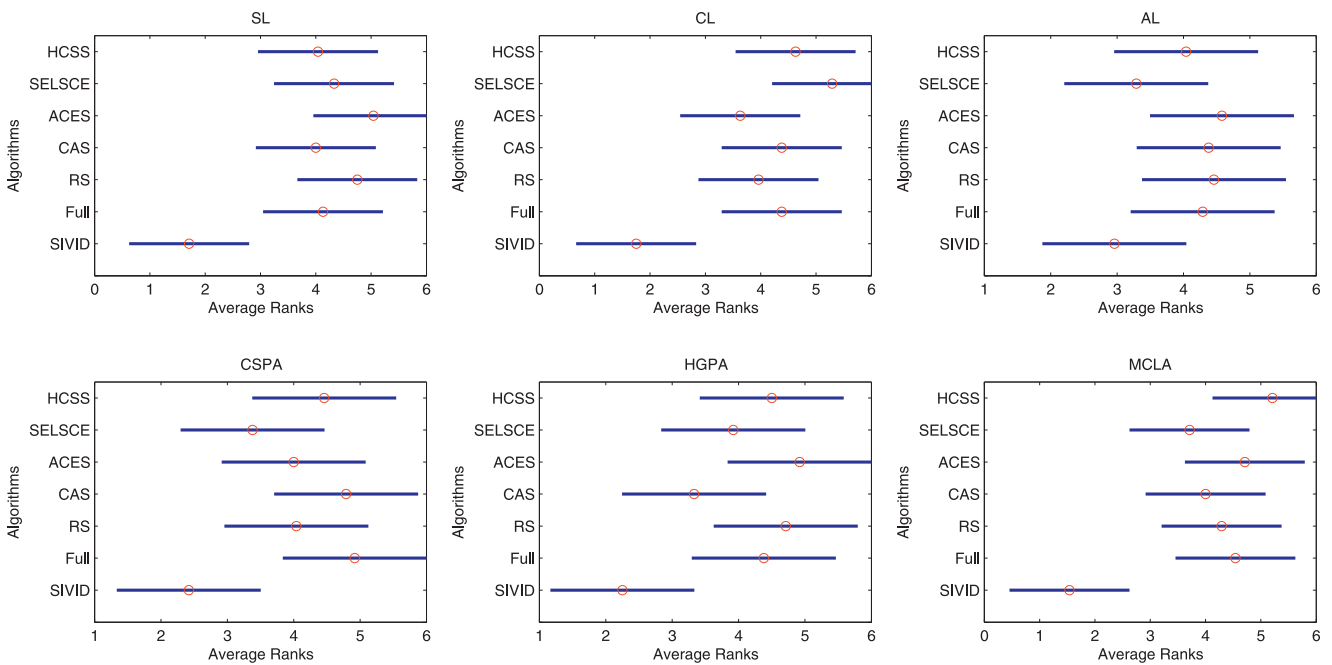 SL
HCSS
SELSCE
ACES
CAS
RS
Full
SIVID
Algorithms
0 1 2 3 4 5 6
Average Ranks
CL
HCSS
SELSCE
ACES
CAS
RS
Full
SIVID
Algorithms
0 1 2 3 4 5 6
Average Ranks
AL
HCSS
SELSCE
ACES
CAS
RS
Full
SIVID
Algorithms
1 2 3 4 5 6
Average Ranks
CSPA
HCSS
SELSCE
ACES
CAS
RS
Full
SIVID
Algorithms
1 2 3 4 5 6
Average Ranks
HGPA
HCSS
SELSCE
ACES
CAS
RS
Full
SIVID
Algorithms
1 2 3 4 5 6
Average Ranks
MCLA
HCSS
SELSCE
ACES
CAS
RS
Full
SIVID
Algorithms
0 1 2 3 4 5 6
Average Ranks